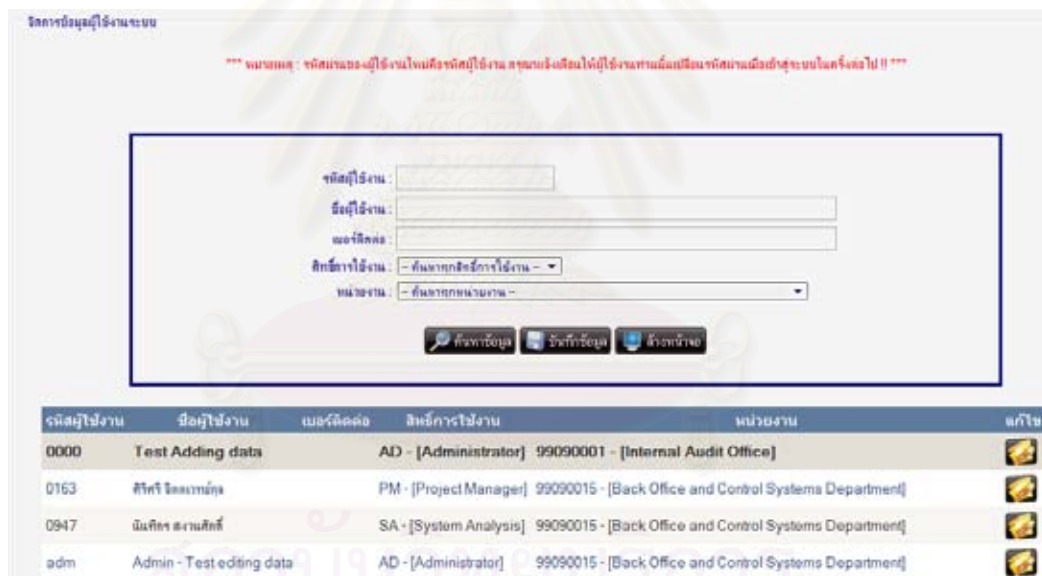 จัดการข้อมูลผู้ใช้งานระบบ
*** หมายเหตุ : รหัสผ่านของผู้ใช้งานใหม่คือรหัสผู้ใช้งาน กรุณาแจ้งเตือนให้ผู้ใช้งานท่านนั้นเปลี่ยนรหัสผ่านเมื่อเข้าสู่ระบบในครั้งต่อไป !! ***
รหัสผู้ใช้งาน :
ชื่อผู้ใช้งาน :
เบอร์ติดต่อ :
สิทธิ์การใช้งาน : -- ค้นหาทุกสิทธิ์การใช้งาน --
หน่วยงาน : -- ค้นหาทุกหน่วยงาน --
ค้นหาข้อมูล บันทึกข้อมูล ล้างหน้าจอ
รหัสผู้ใช้งาน ชื่อผู้ใช้งาน เบอร์ติดต่อ สิทธิ์การใช้งาน หน่วยงาน แก้ไข
0000 Test Adding data AD - [Administrator] 99090001 - [Internal Audit Office]
0163 ศิริศรี PM - [Project Manager] 99090015 - [Back Office and Control Systems Department]
0947 SA - [System Analysis] 99090015 - [Back Office and Control Systems Department]
adm Admin - Test editing data AD - [Administrator] 99090015 - [Back Office and Control Systems Department]